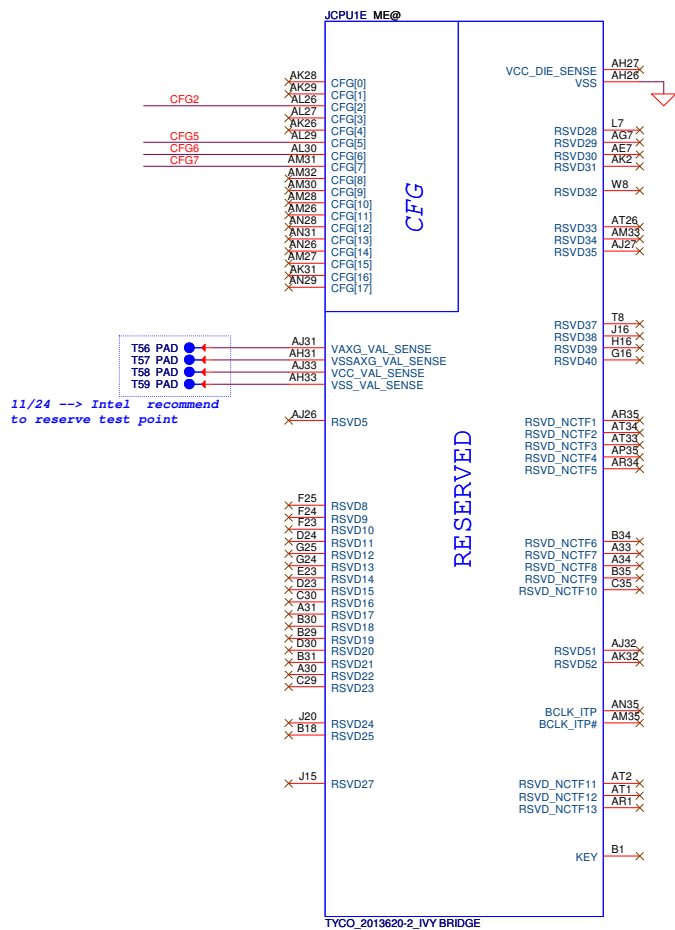 JCPU1E ME@
AK28 CFG[0]
AK29 CFG[1]
CFG2 AL26 CFG[2]
AL27 CFG[3]
AK26 CFG[4]
CFG5 AL29 CFG[5]
CFG6 AL30 CFG[6]
CFG7 AM31 CFG[7]
AM32 CFG[8]
AM30 CFG[9]
AM28 CFG[10]
AM26 CFG[11]
AN28 CFG[12]
AN31 CFG[13]
AN26 CFG[14]
AM27 CFG[15]
AK31 CFG[16]
AN29 CFG[17]
CFG
T56 PAD AJ31 VAXG_VAL_SENSE
T57 PAD AH31 VSSAXG_VAL_SENSE
T58 PAD AJ33 VCC_VAL_SENSE
T59 PAD AH33 VSS_VAL_SENSE
11/24 --> Intel recommend
to reserve test point
AJ26 RSVD5
RESERVED
F25 RSVD8
F24 RSVD9
F23 RSVD10
D24 RSVD11
G25 RSVD12
G24 RSVD13
E23 RSVD14
D23 RSVD15
C30 RSVD16
A31 RSVD17
B30 RSVD18
B29 RSVD19
D30 RSVD20
B31 RSVD21
A30 RSVD22
C29 RSVD23
J20 RSVD24
B18 RSVD25
J15 RSVD27
VCC_DIE_SENSE AH27
VSS AH26
RSVD28 L7
RSVD29 AG7
RSVD30 AE7
RSVD31 AK2
RSVD32 W8
RSVD33 AT26
RSVD34 AM33
RSVD35 AJ27
RSVD37 T8
RSVD38 J16
RSVD39 H16
RSVD40 G16
RSVD_NCTF1 AR35
RSVD_NCTF2 AT34
RSVD_NCTF3 AT33
RSVD_NCTF4 AP35
RSVD_NCTF5 AR34
RSVD_NCTF6 B34
RSVD_NCTF7 A33
RSVD_NCTF8 A34
RSVD_NCTF9 B35
RSVD_NCTF10 C35
RSVD51 AJ32
RSVD52 AK32
BCLK_ITP AN35
BCLK_ITP# AM35
RSVD_NCTF11 AT2
RSVD_NCTF12 AT1
RSVD_NCTF13 AR1
KEY B1
TYCO_2013620-2_IVY BRIDGE